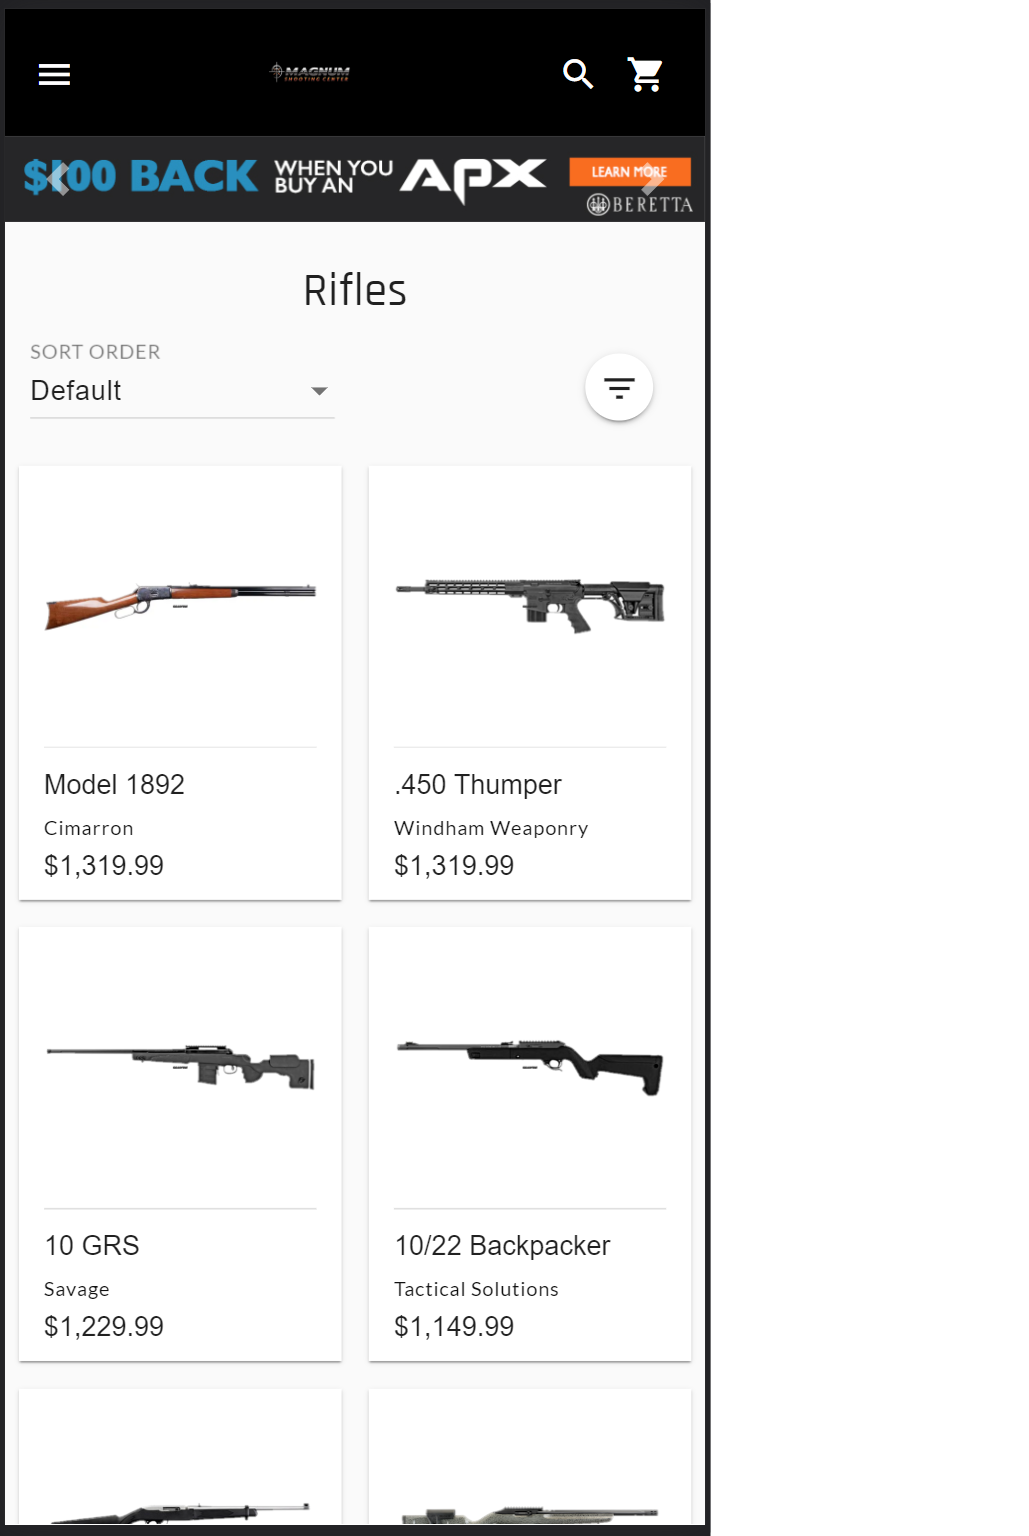 MAGNUM
SHOOTING CENTER
$100 BACK WHEN YOU BUY AN APX LEARN MORE
BERETTA
Rifles
SORT ORDER
Default
Model 1892
Cimarron
$1,319.99
.450 Thumper
Windham Weaponry
$1,319.99
10 GRS
Savage
$1,229.99
10/22 Backpacker
Tactical Solutions
$1,149.99